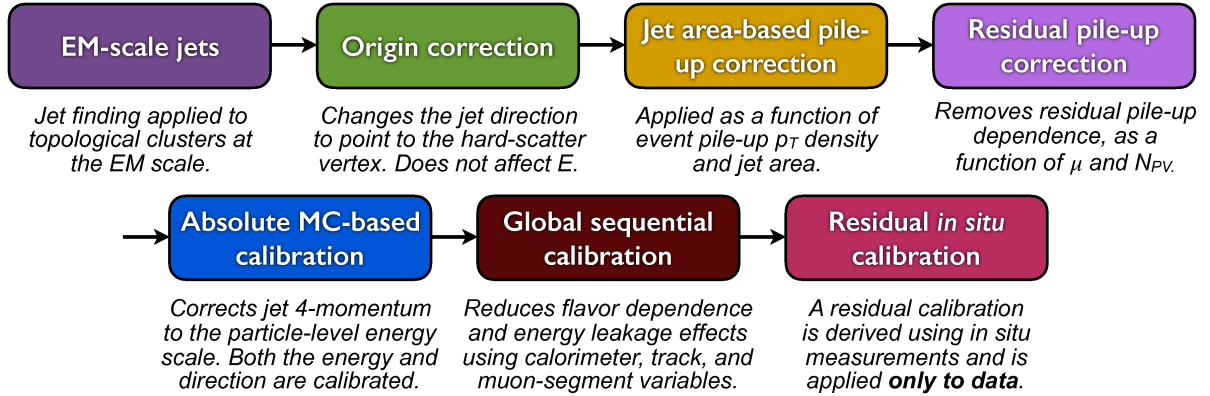 EM-scale jets
Jet finding applied to
topological clusters at
the EM scale.
Origin correction
Changes the jet direction
to point to the hard-scatter
vertex. Does not affect E.
Jet area-based pile-
up correction
Applied as a function of
event pile-up pT density
and jet area.
Residual pile-up
correction
Removes residual pile-up
dependence, as a
function of μ and NPV.
Absolute MC-based
calibration
Corrects jet 4-momentum
to the particle-level energy
scale. Both the energy and
direction are calibrated.
Global sequential
calibration
Reduces flavor dependence
and energy leakage effects
using calorimeter, track, and
muon-segment variables.
Residual in situ
calibration
A residual calibration
is derived using in situ
measurements and is
applied only to data.